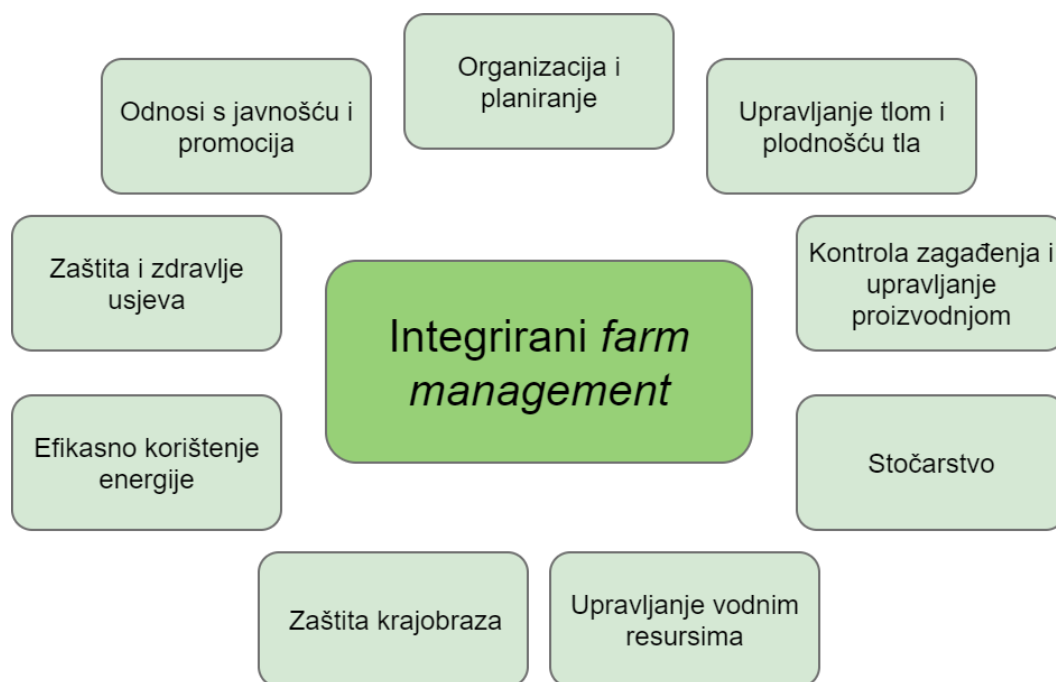 Organizacija i
planiranje
Odnosi s javnošću i
promocija
Upravljanje tlom i
plodnošću tla
Zaštita i zdravlje
usjeva
Kontrola zagađenja i
upravljanje
proizvodnjom
Integrirani farm
management
Efikasno korištenje
energije
Stočarstvo
Zaštita krajobraza
Upravljanje vodnim
resursima